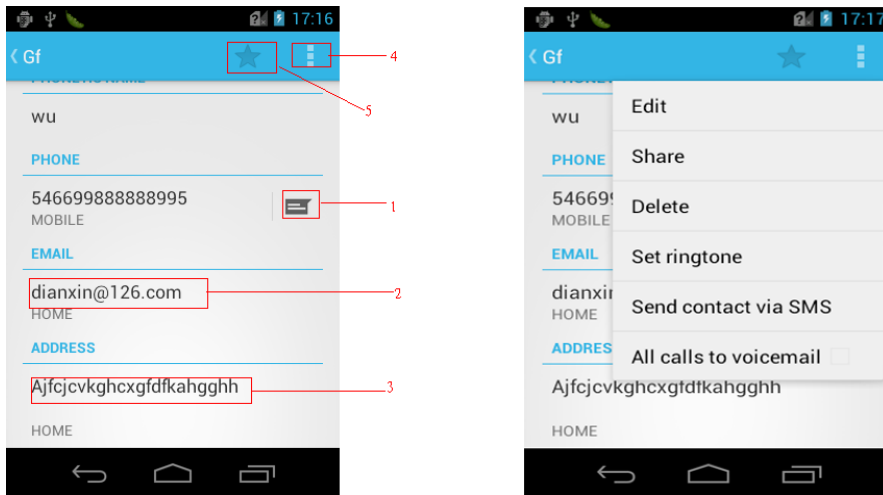 17:16
Gf
4
5
wu
PHONE
546699888888995
1
MOBILE
EMAIL
dianxin@126.com
2
HOME
ADDRESS
Ajfcjcvkghcxgfdfkahgghh
3
HOME
17:17
Gf
Edit
wu
Share
PHONE
54669
Delete
MOBILE
EMAIL
Set ringtone
dianxi
HOME
Send contact via SMS
ADDRES
All calls to voicemail
Ajfcjcvkghcxgfdfkahgghh
HOME